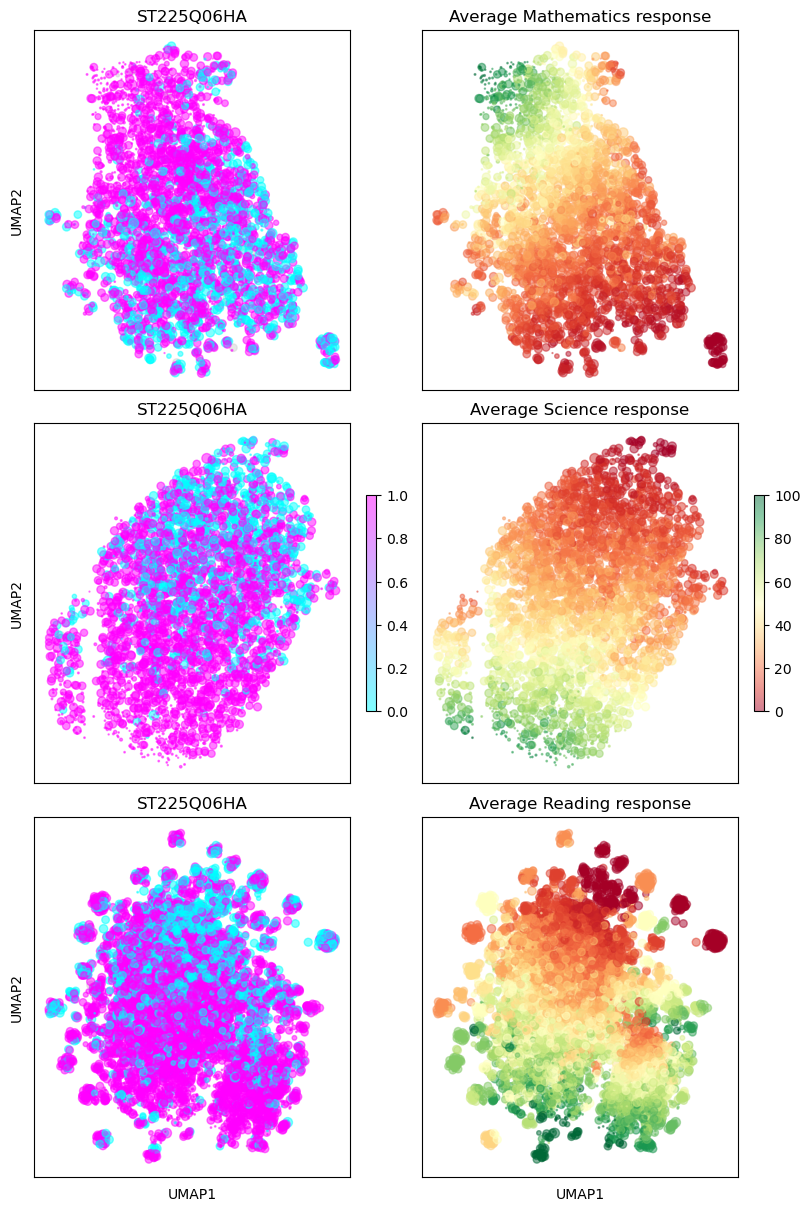 ST225Q06HA
Average Mathematics response
UMAP2
ST225Q06HA
Average Science response
UMAP2
1.0
0.8
0.6
0.4
0.2
0.0
100
80
60
40
20
0
ST225Q06HA
Average Reading response
UMAP2
UMAP1
UMAP1